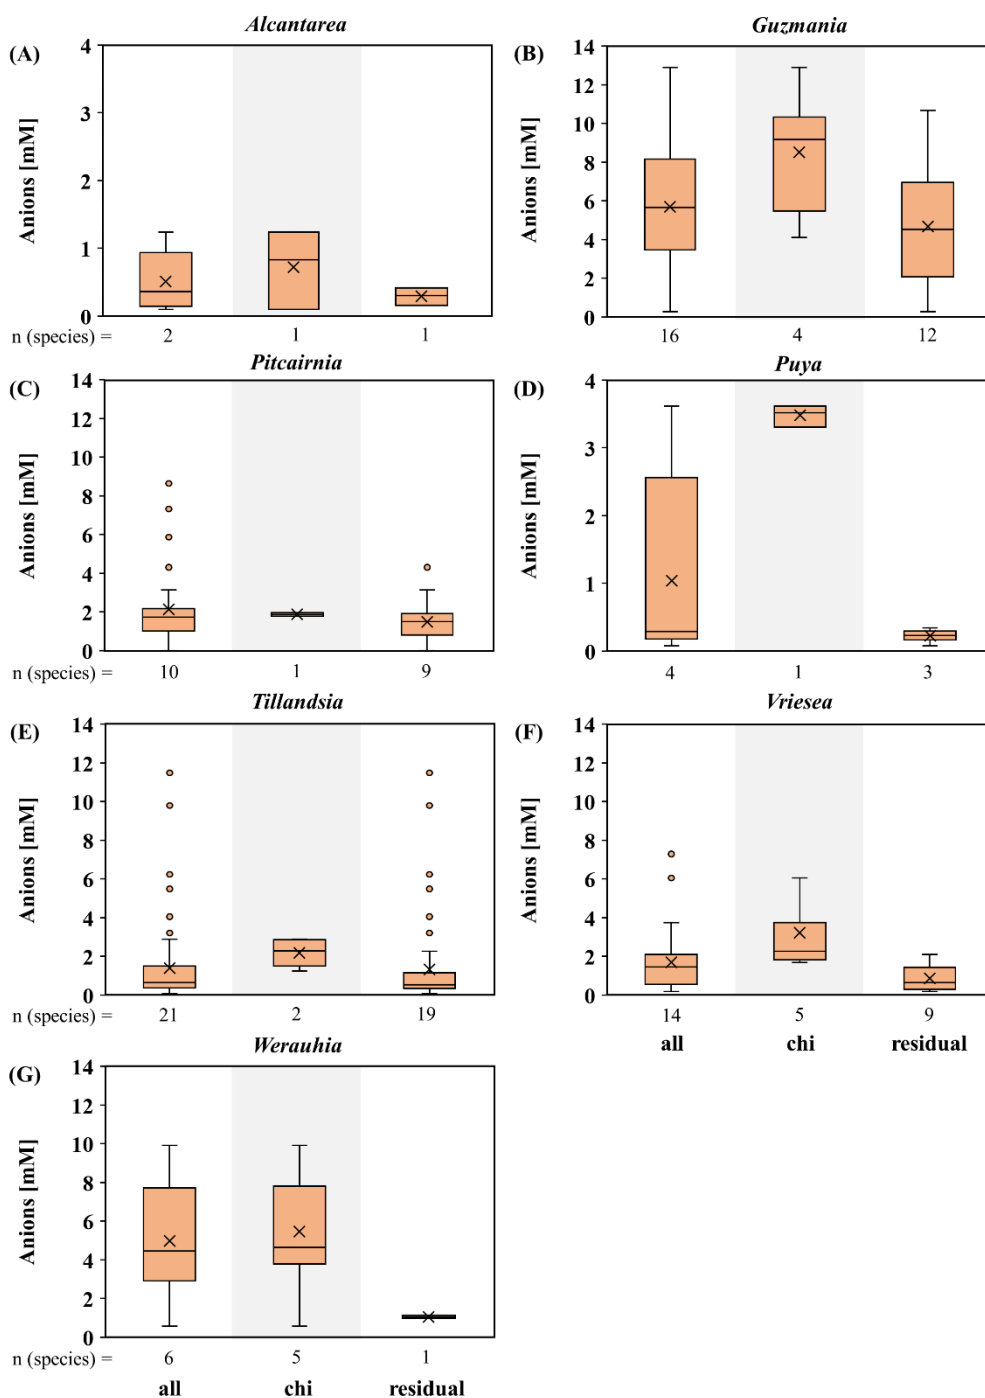 Alcantarea
(A)
Anions [mM]
4
3
2
1
0
n (species) = 2 1 1
Guzmania
(B)
Anions [mM]
14
12
10
8
6
4
2
0
16 4 12
Pitcairnia
(C)
Anions [mM]
14
12
10
8
6
4
2
0
n (species) = 10 1 9
Puya
(D)
Anions [mM]
4
3
2
1
0
4 1 3
Tillandsia
(E)
Anions [mM]
14
12
10
8
6
4
2
0
n (species) = 21 2 19
Vriesea
(F)
Anions [mM]
14
12
10
8
6
4
2
0
14 5 9
all chi residual
Werauhia
(G)
Anions [mM]
14
12
10
8
6
4
2
0
n (species) = 6 5 1
all chi residual